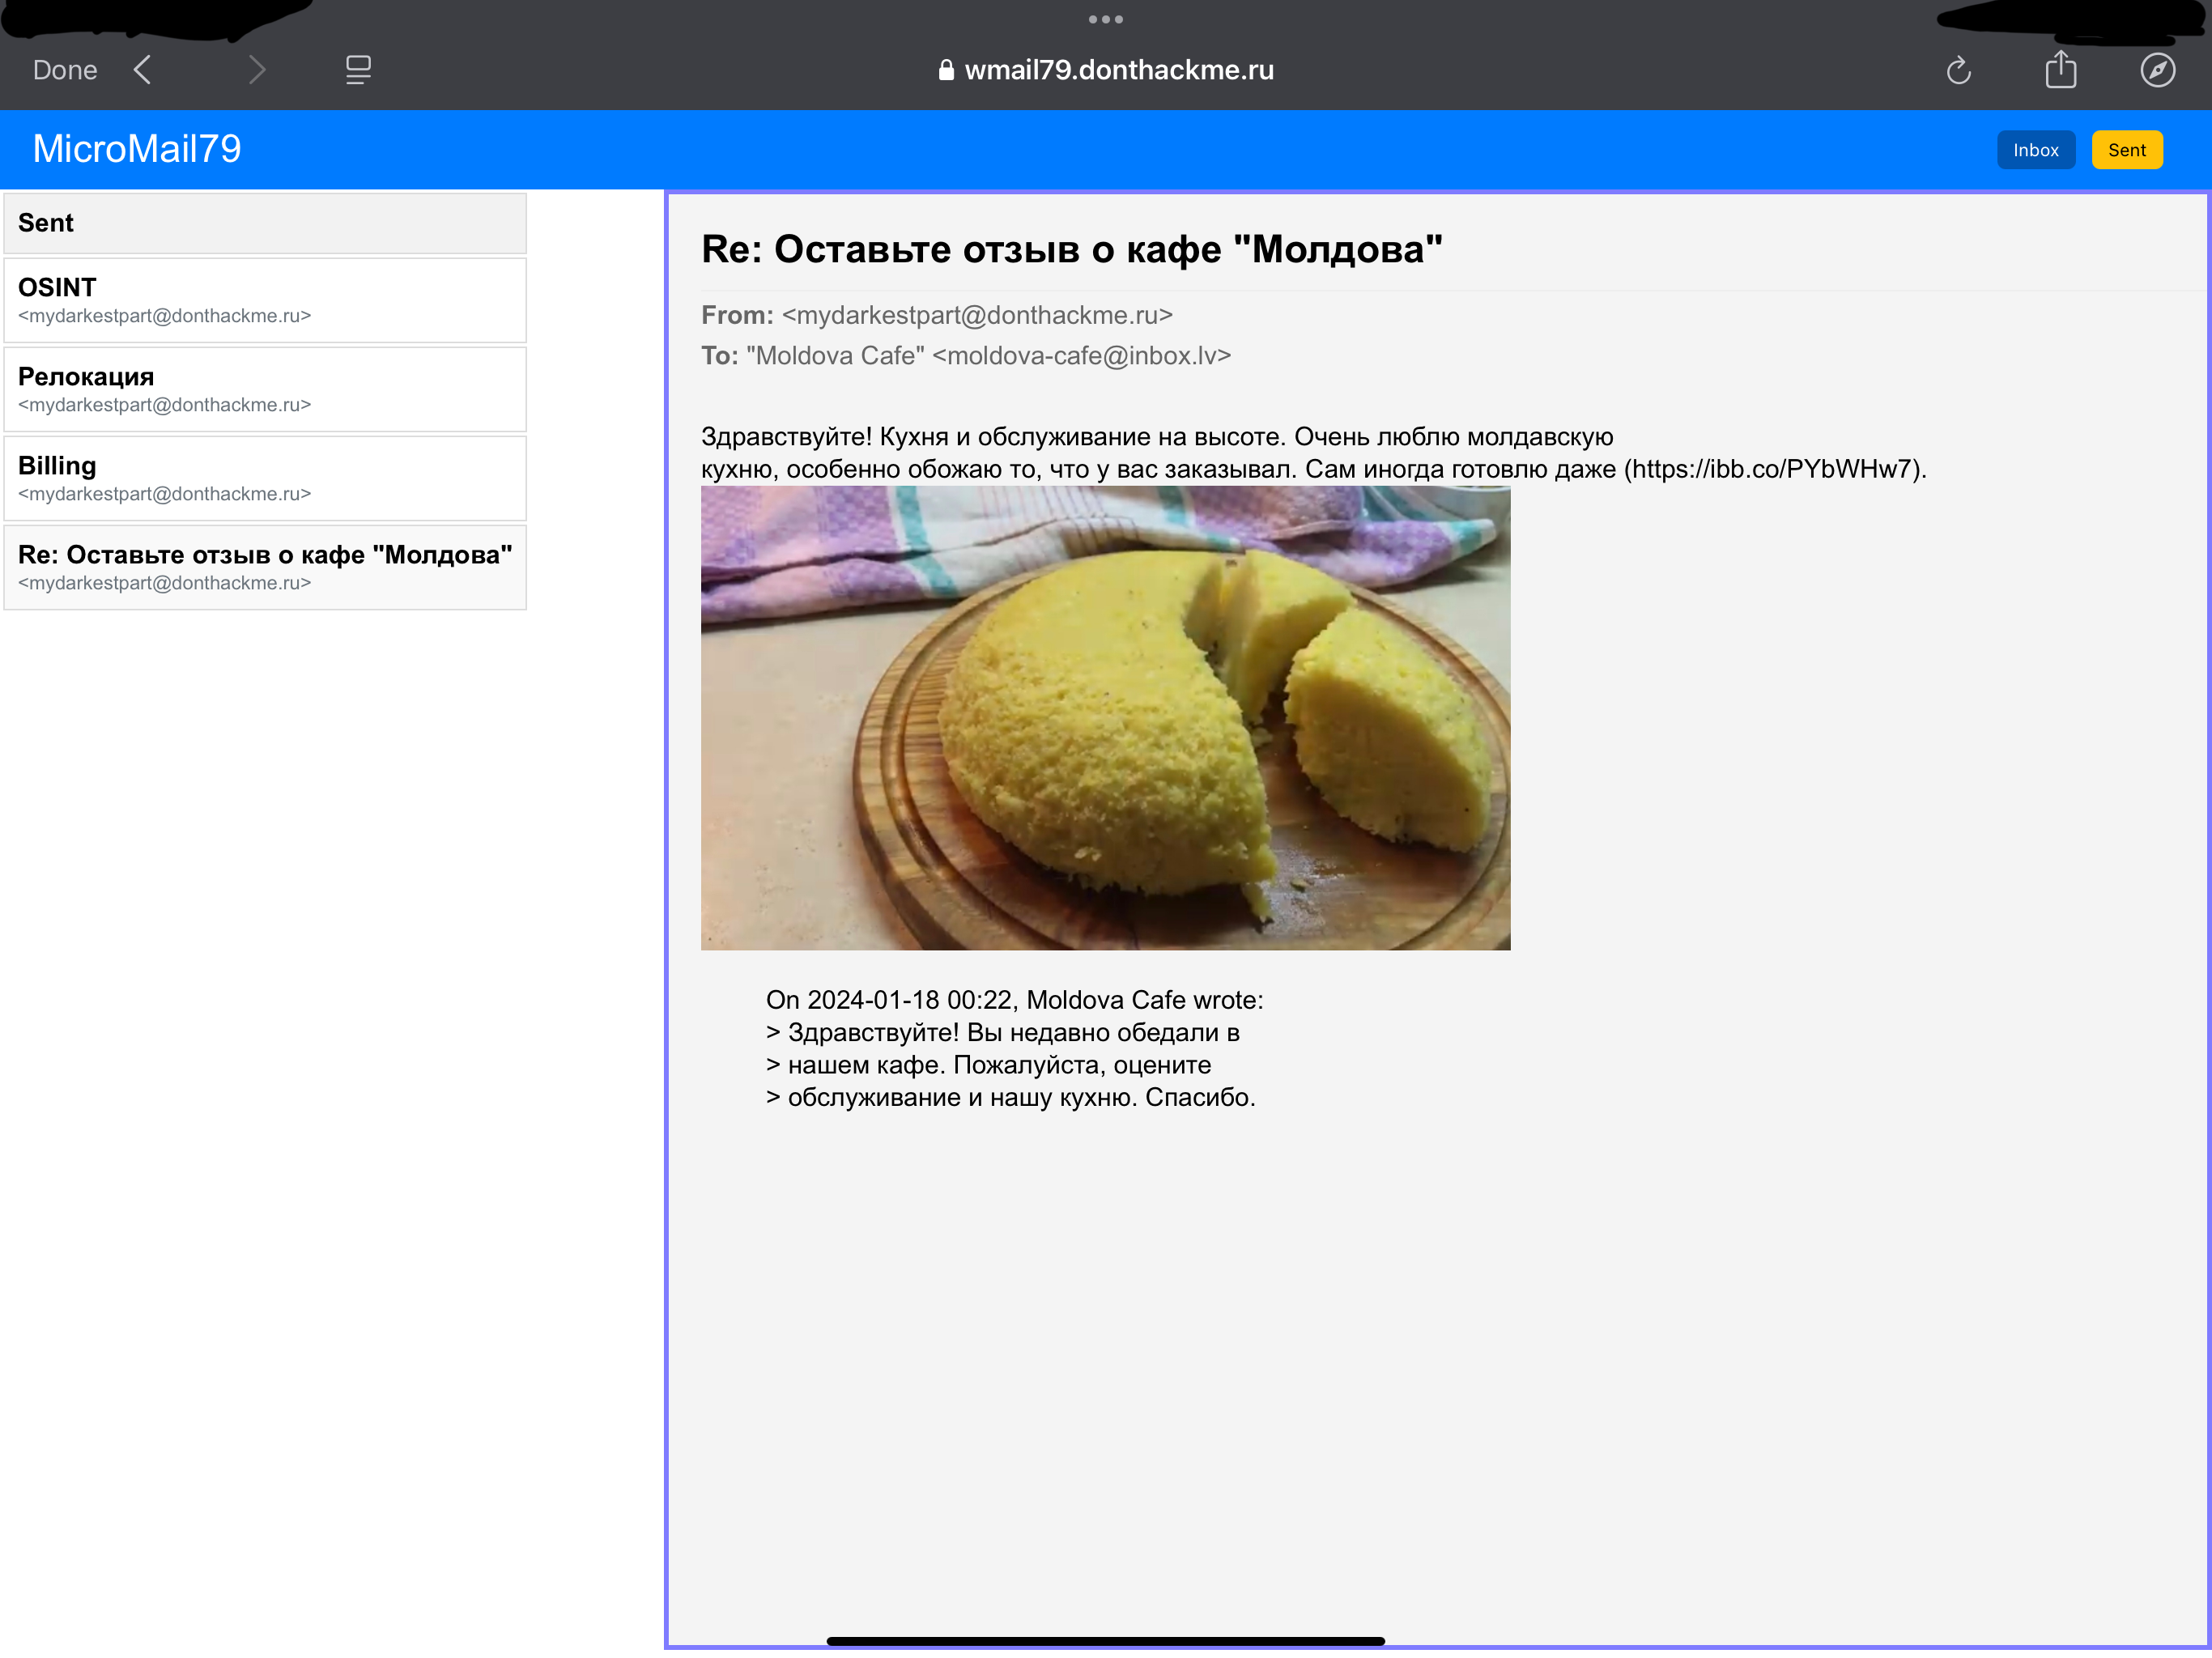 Done
wmail79.donthackme.ru
MicroMail79
Inbox
Sent
Sent
OSINT
<mydarkestpart@donthackme.ru>
Релокация
<mydarkestpart@donthackme.ru>
Billing
<mydarkestpart@donthackme.ru>
Re: Оставьте отзыв о кафе "Молдова"
<mydarkestpart@donthackme.ru>
Re: Оставьте отзыв о кафе "Молдова"
From: <mydarkestpart@donthackme.ru>
To: "Moldova Cafe" <moldova-cafe@inbox.lv>
Здравствуйте! Кухня и обслуживание на высоте. Очень люблю молдавскую
кухню, особенно обожаю то, что у вас заказывал. Сам иногда готовлю даже (https://ibb.co/PYbWHw7).
On 2024-01-18 00:22, Moldova Cafe wrote:
> Здравствуйте! Вы недавно обедали в
> нашем кафе. Пожалуйста, оцените
> обслуживание и нашу кухню. Спасибо.